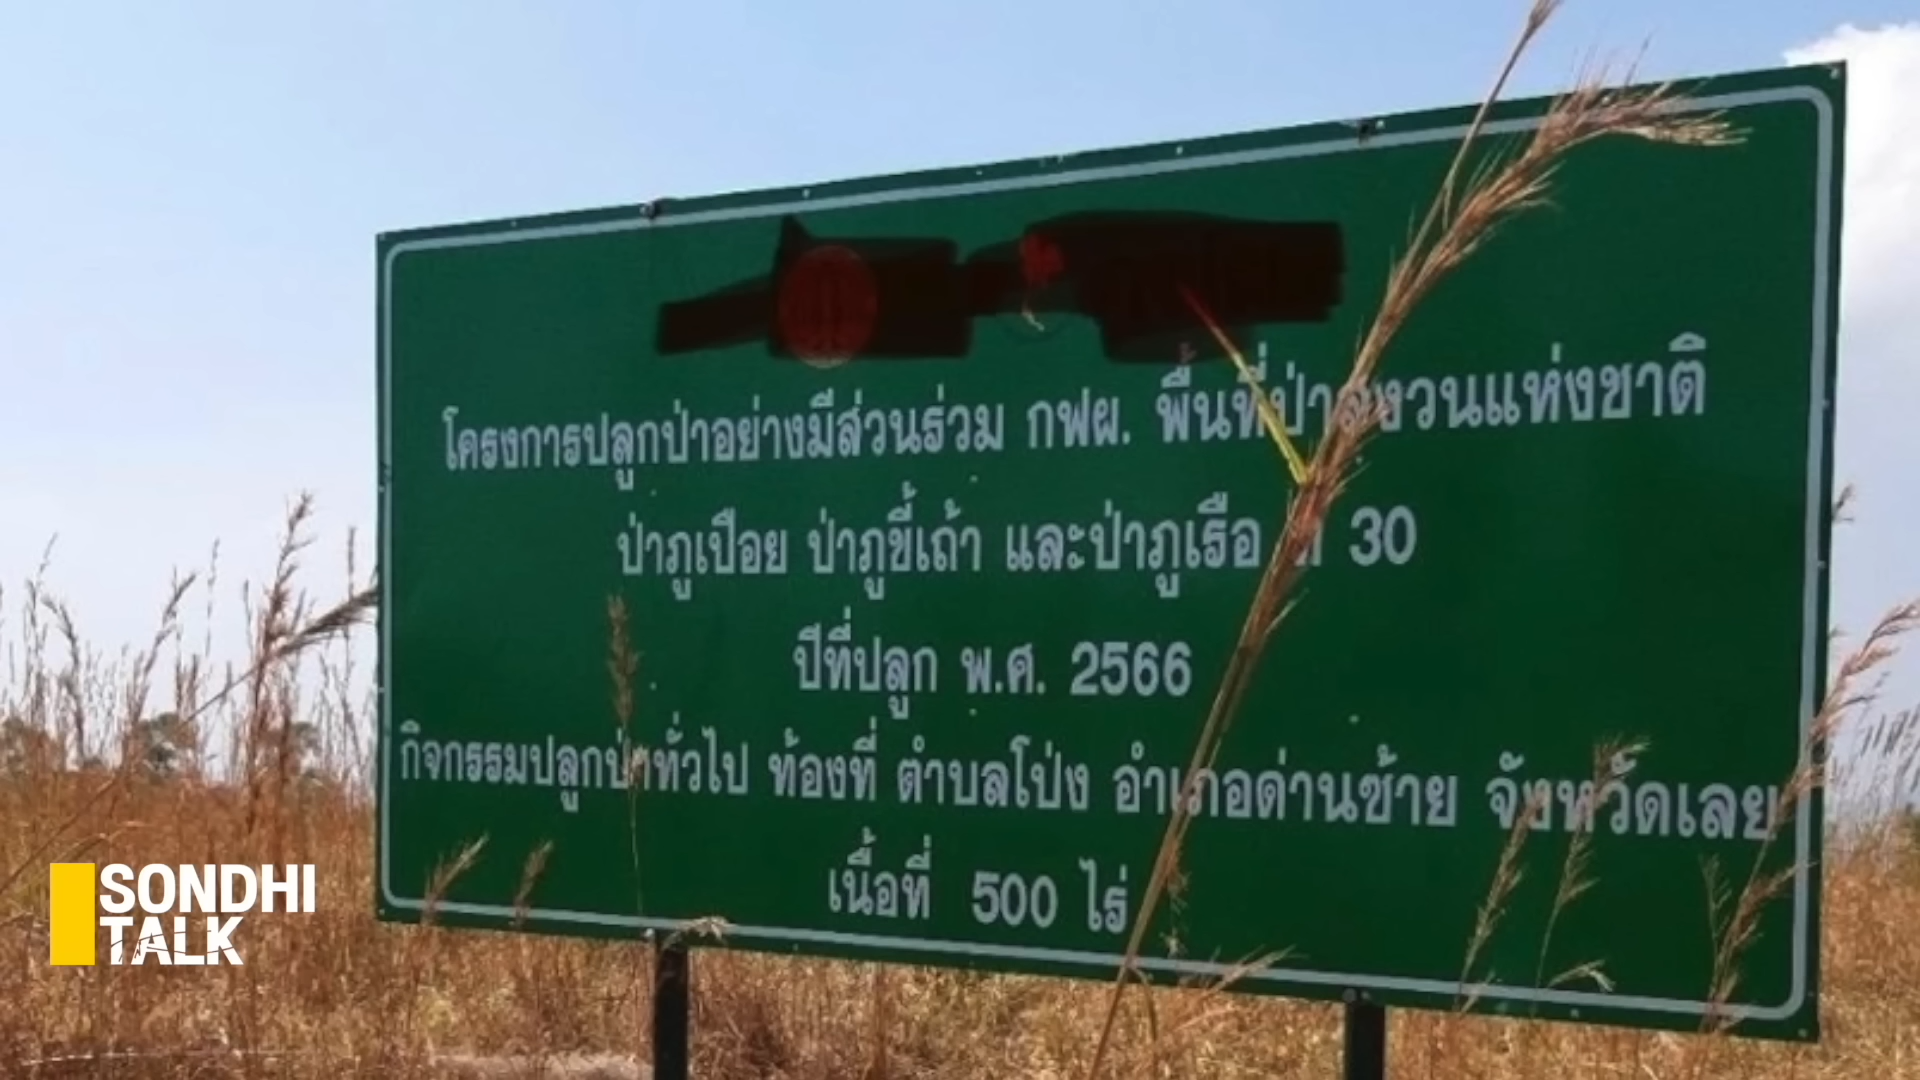 โครงการปลูกป่าอย่างมีส่วนร่วม กฟผ. พื้นที่ป่าสงวนแห่งชาติ
ป่าภูเปือย ป่าภูขี้เถ้า และป่าภูเรือ ที่ 30
ปีที่ปลูก พ.ศ. 2566
กิจกรรมปลูกป่าทั่วไป ท้องที่ ตำบลโป่ง อำเภอด่านซ้าย จังหวัดเลย
เนื้อที่ 500 ไร่
SONDHI
TALK